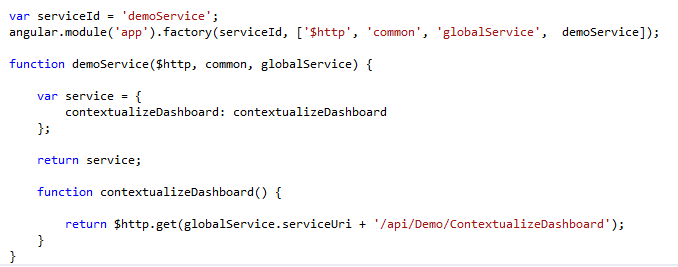 var serviceId = 'demoService';
angular.module('app').factory(serviceId, ['$http', 'common', 'globalService',  demoService]);
function demoService($http, common, globalService) {
var service = {
contextualizeDashboard: contextualizeDashboard
};
return service;
function contextualizeDashboard() {
return $http.get(globalService.serviceUri + '/api/Demo/ContextualizeDashboard');
}
}